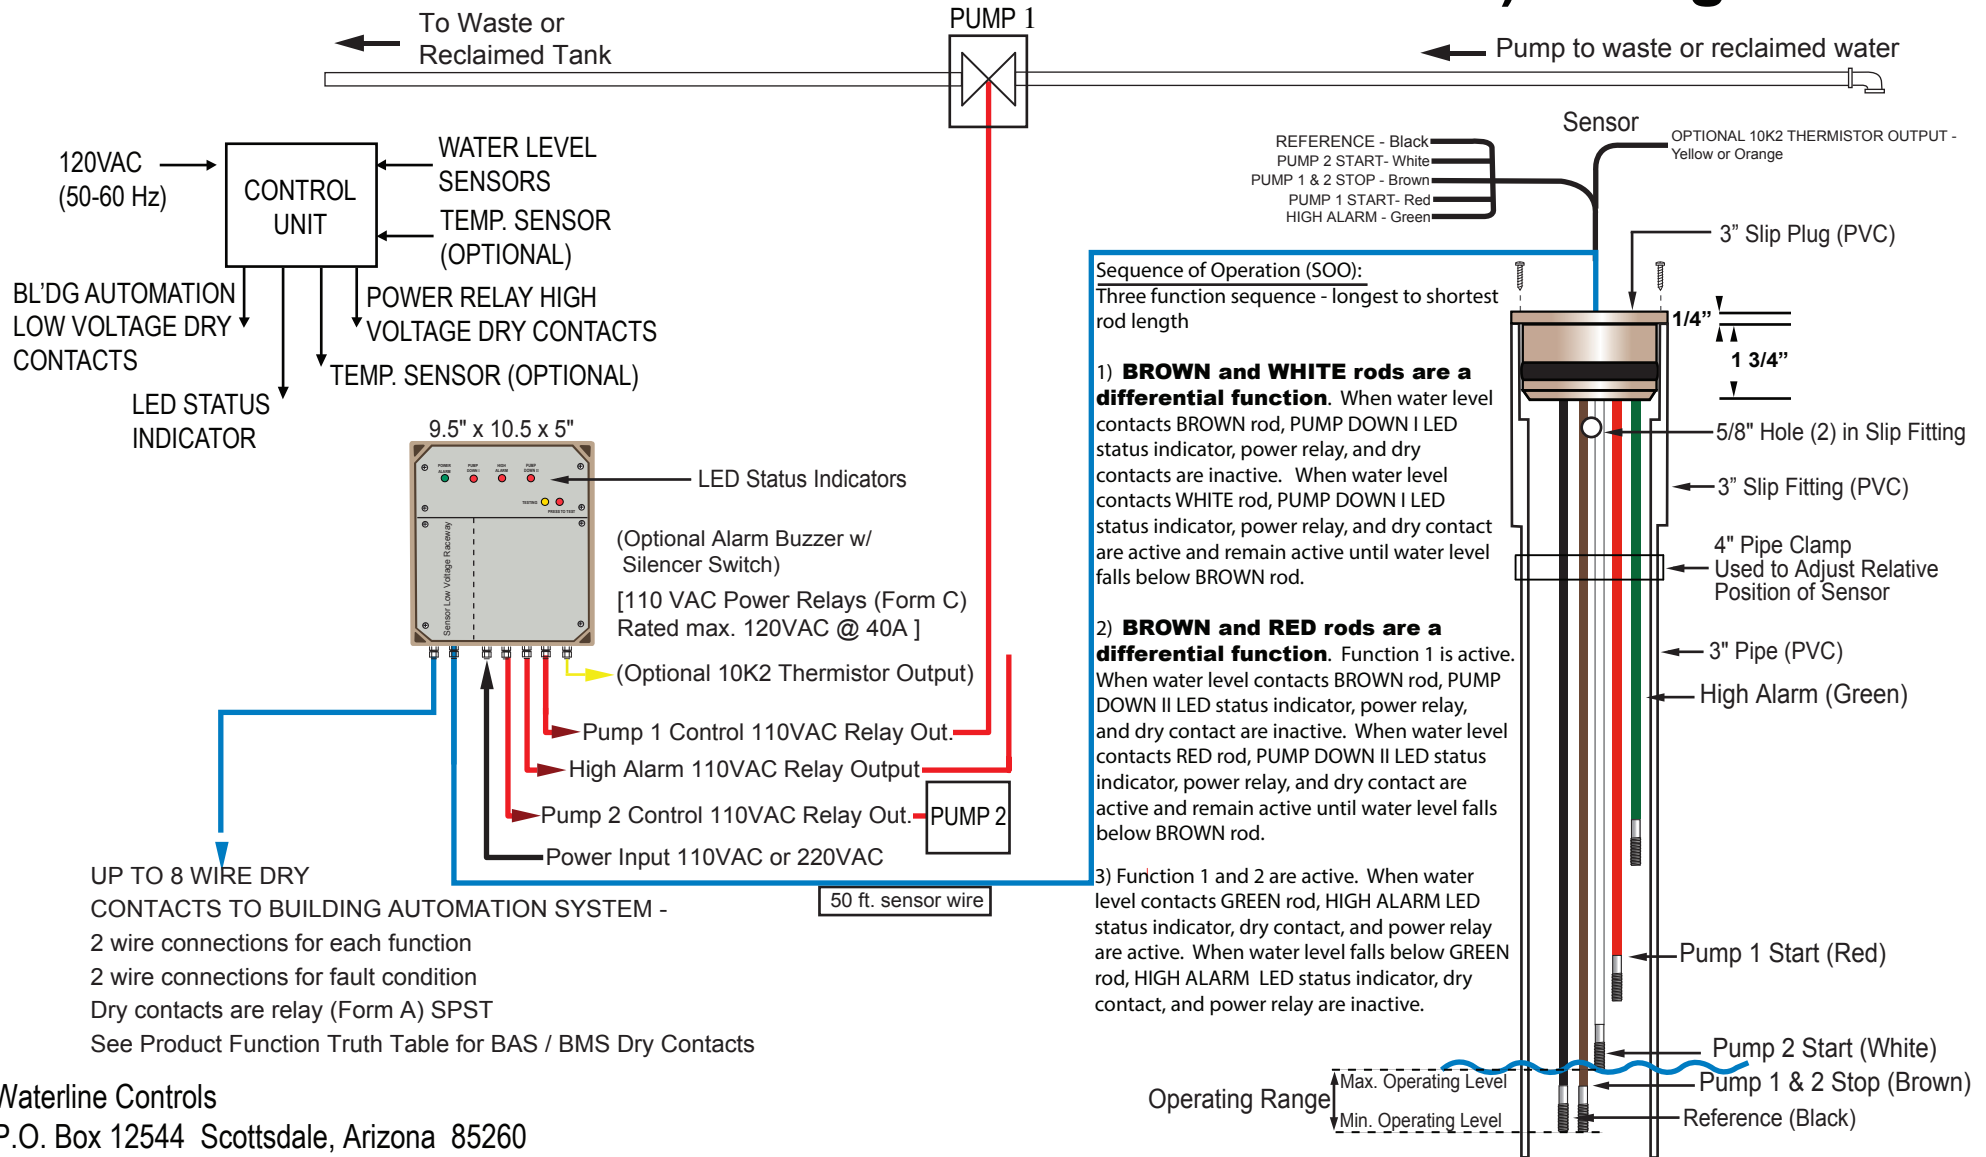 To Waste or
Reclaimed Tank
PUMP 1
Pump to waste or reclaimed water
120VAC
(50-60 Hz)
CONTROL
UNIT
WATER LEVEL
SENSORS
TEMP. SENSOR
(OPTIONAL)
BL'DG AUTOMATION
LOW VOLTAGE DRY
CONTACTS
POWER RELAY HIGH
VOLTAGE DRY CONTACTS
TEMP. SENSOR (OPTIONAL)
LED STATUS
INDICATOR
REFERENCE - Black
PUMP 2 START- White
PUMP 1 & 2 STOP - Brown
PUMP 1 START- Red
HIGH ALARM - Green
Sensor
OPTIONAL 10K2 THERMISTOR OUTPUT -
Yellow or Orange
9.5" x 10.5 x 5"
POWER
ALARM
PUMP
DOWN I
HIGH
ALARM
PUMP
DOWN II
TESTING
PRESS TO TEST
Sensor Low Voltage Raceway
LED Status Indicators
(Optional Alarm Buzzer w/
Silencer Switch)
[110 VAC Power Relays (Form C)
Rated max. 120VAC @ 40A ]
(Optional 10K2 Thermistor Output)
Pump 1 Control 110VAC Relay Out.
High Alarm 110VAC Relay Output
Pump 2 Control 110VAC Relay Out.
PUMP 2
Power Input 110VAC or 220VAC
50 ft. sensor wire
UP TO 8 WIRE DRY
CONTACTS TO BUILDING AUTOMATION SYSTEM -
2 wire connections for each function
2 wire connections for fault condition
Dry contacts are relay (Form A) SPST
See Product Function Truth Table for BAS / BMS Dry Contacts
Waterline Controls
P.O. Box 12544 Scottsdale, Arizona 85260
Sequence of Operation (SOO):
Three function sequence - longest to shortest
rod length
1) BROWN and WHITE rods are a
differential function. When water level
contacts BROWN rod, PUMP DOWN I LED
status indicator, power relay, and dry
contacts are inactive. When water level
contacts WHITE rod, PUMP DOWN I LED
status indicator, power relay, and dry contact
are active and remain active until water level
falls below BROWN rod.
2) BROWN and RED rods are a
differential function. Function 1 is active.
When water level contacts BROWN rod, PUMP
DOWN II LED status indicator, power relay,
and dry contact are inactive. When water level
contacts RED rod, PUMP DOWN II LED status
indicator, power relay, and dry contact are
active and remain active until water level falls
below BROWN rod.
3) Function 1 and 2 are active. When water
level contacts GREEN rod, HIGH ALARM LED
status indicator, dry contact, and power relay
are active. When water level falls below GREEN
rod, HIGH ALARM LED status indicator, dry
contact, and power relay are inactive.
3” Slip Plug (PVC)
1/4”
1 3/4”
5/8" Hole (2) in Slip Fitting
3” Slip Fitting (PVC)
4" Pipe Clamp
Used to Adjust Relative
Position of Sensor
3" Pipe (PVC)
High Alarm (Green)
Pump 1 Start (Red)
Pump 2 Start (White)
Pump 1 & 2 Stop (Brown)
Reference (Black)
Operating Range
Max. Operating Level
Min. Operating Level